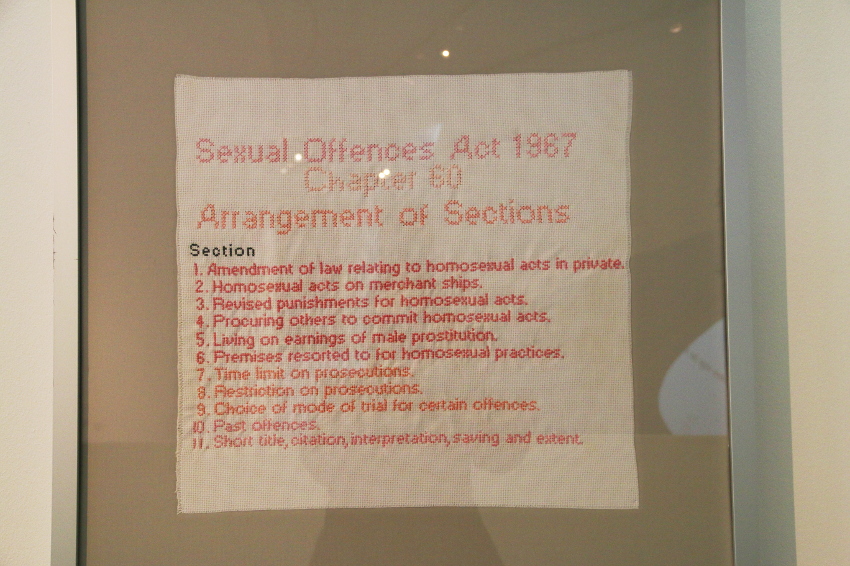 Sexual Offences Act 1967
Chapter 60
Arrangement of Sections
Section
1. Amendment of law relating to homosexual acts in private.
2. Homosexual acts on merchant ships.
3. Revised punishments for homosexual acts.
4. Procuring others to commit homosexual acts.
5. Living on earnings of male prostitution.
6. Premises resorted to for homosexual practices.
7. Time limit on prosecutions.
8. Restriction on prosecutions.
9. Choice of mode of trial for certain offences.
10. Past offences.
11. Short title, citation, interpretation, saving and extent.